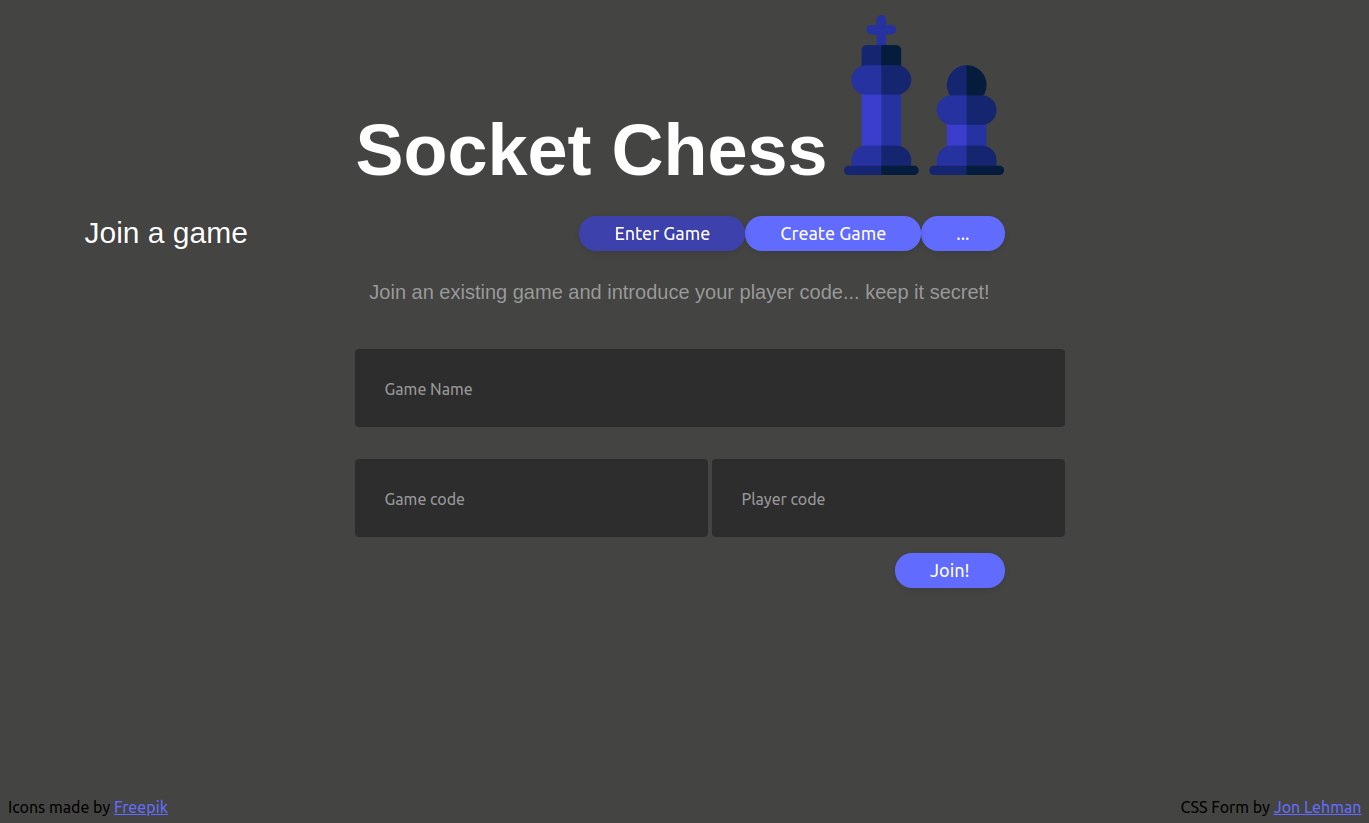 Socket Chess
Join a game
Enter Game
Create Game
...
Join an existing game and introduce your player code... keep it secret!
Game Name
Game code
Player code
Join!
Icons made by Freepik
CSS Form by Jon Lehman